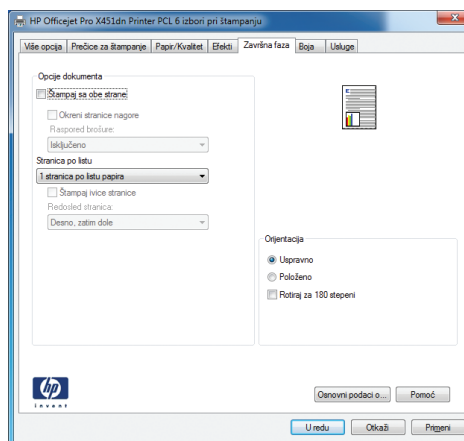 HP Officejet Pro X451dn Printer PCL 6 izbori pri štampanju
Više opcija Prečice za štampanje Papir/Kvalitet Efekti Završna faza Boja Usluge
Opcije dokumenta
Štampaj sa obe strane
Okreni stranice nagore
Raspored brošure:
Isključeno
Stranica po listu
1 stranica po listu papira
Štampaj ivice stranice
Redosled stranica:
Desno, zatim dole
Orijentacija
Uspravno
Položeno
Rotiraj za 180 stepeni
hp
invent
Osnovni podaci o... Pomoć
U redu Otkaži Primeni